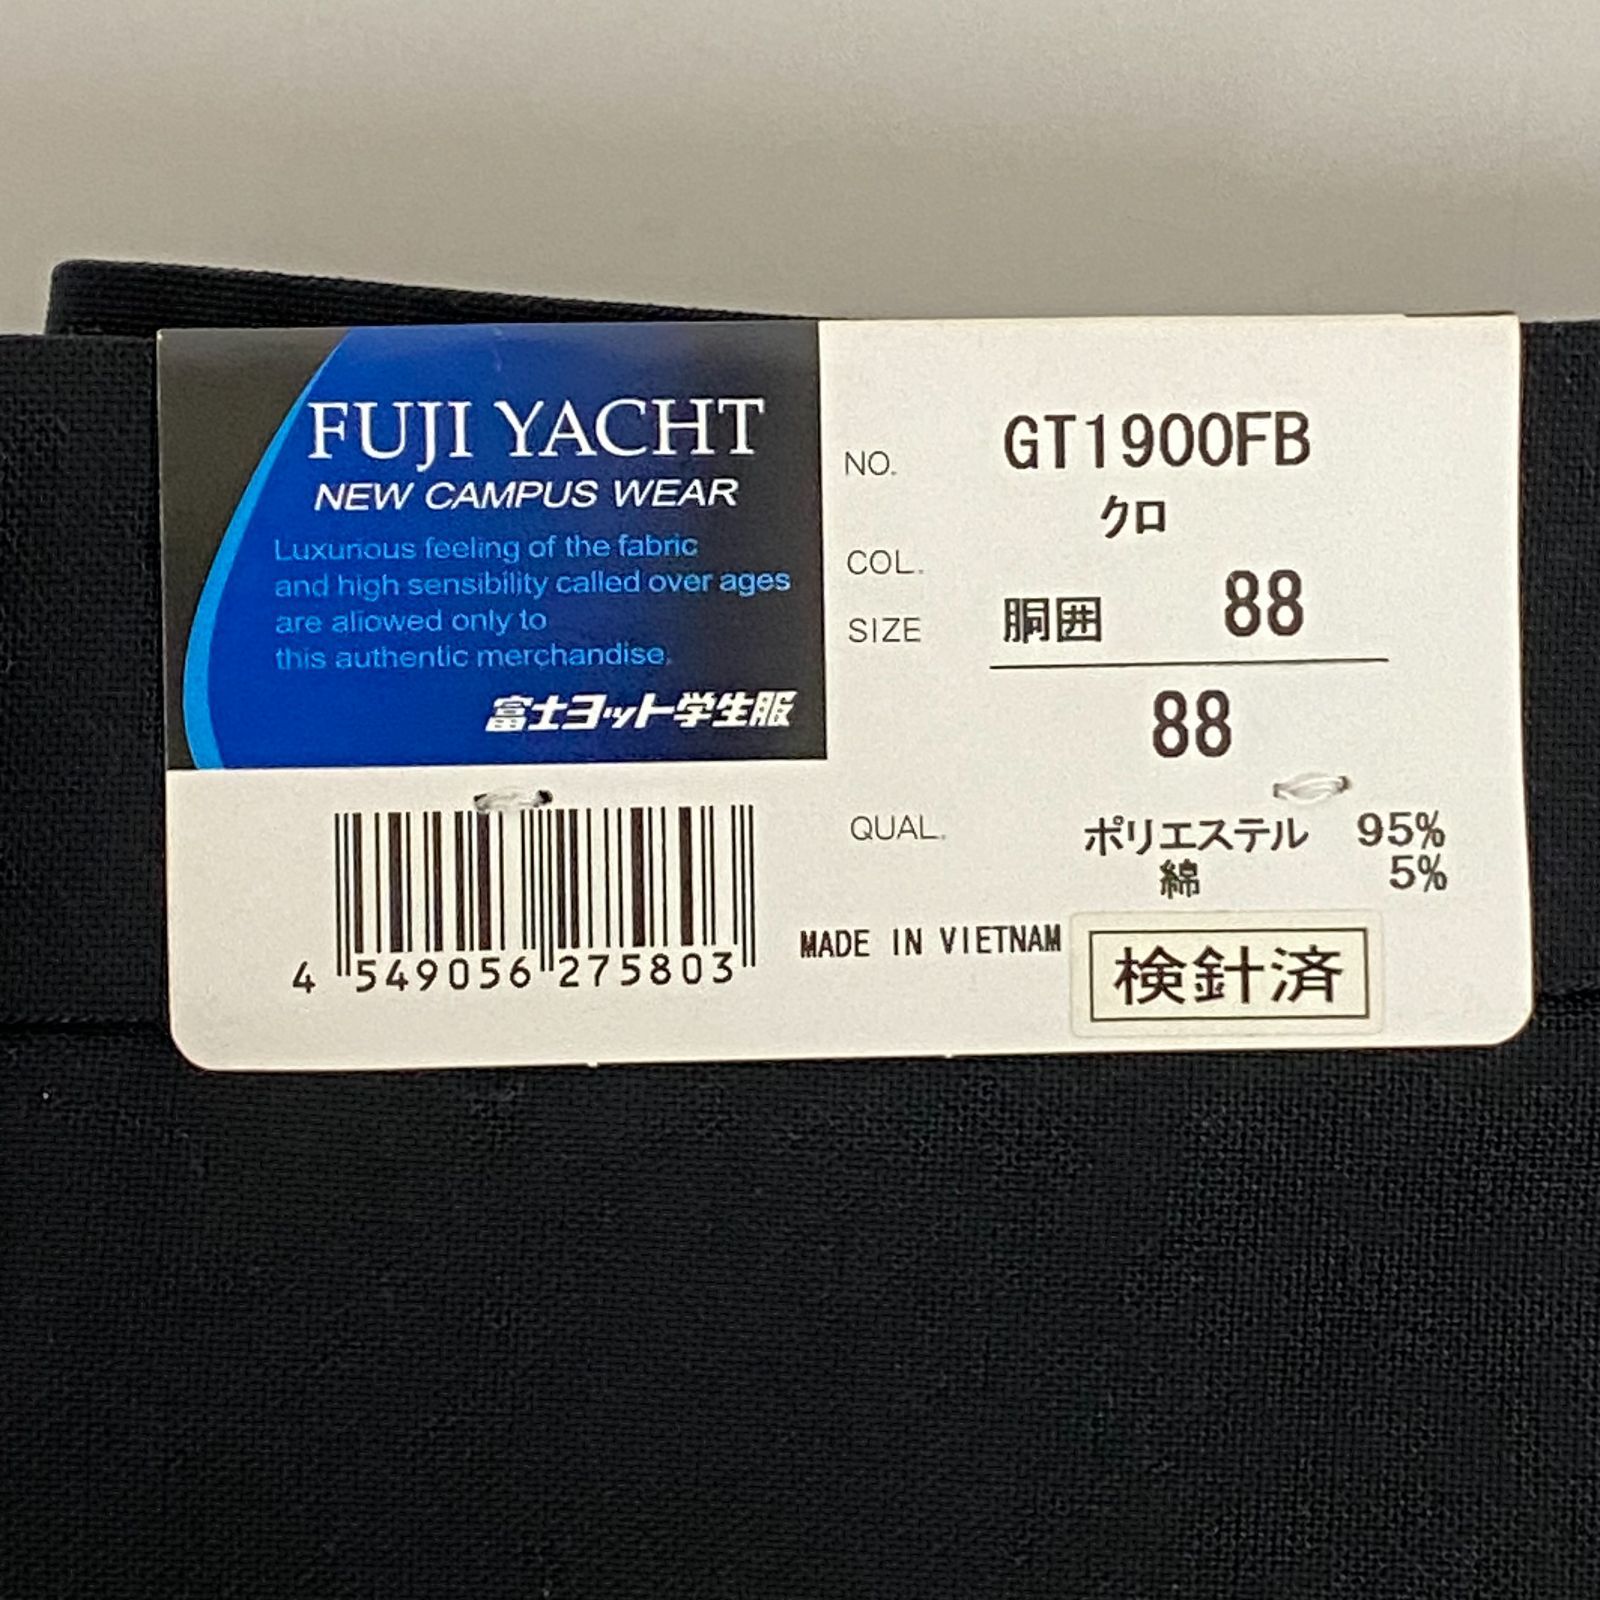 FUJI YACHT
NEW CAMPUS WEAR
Luxurious feeling of the fabric
and high sensibility called over ages
are aliowed only to
this authentic merchandise.
富士ヨット学生服
NO. GT1900FB
クロ
COL.
SIZE 胴囲 88
88
QUAL. ポリエステル 95%
綿 5%
MADE IN VIETNAM
検針済
4 549056 275803